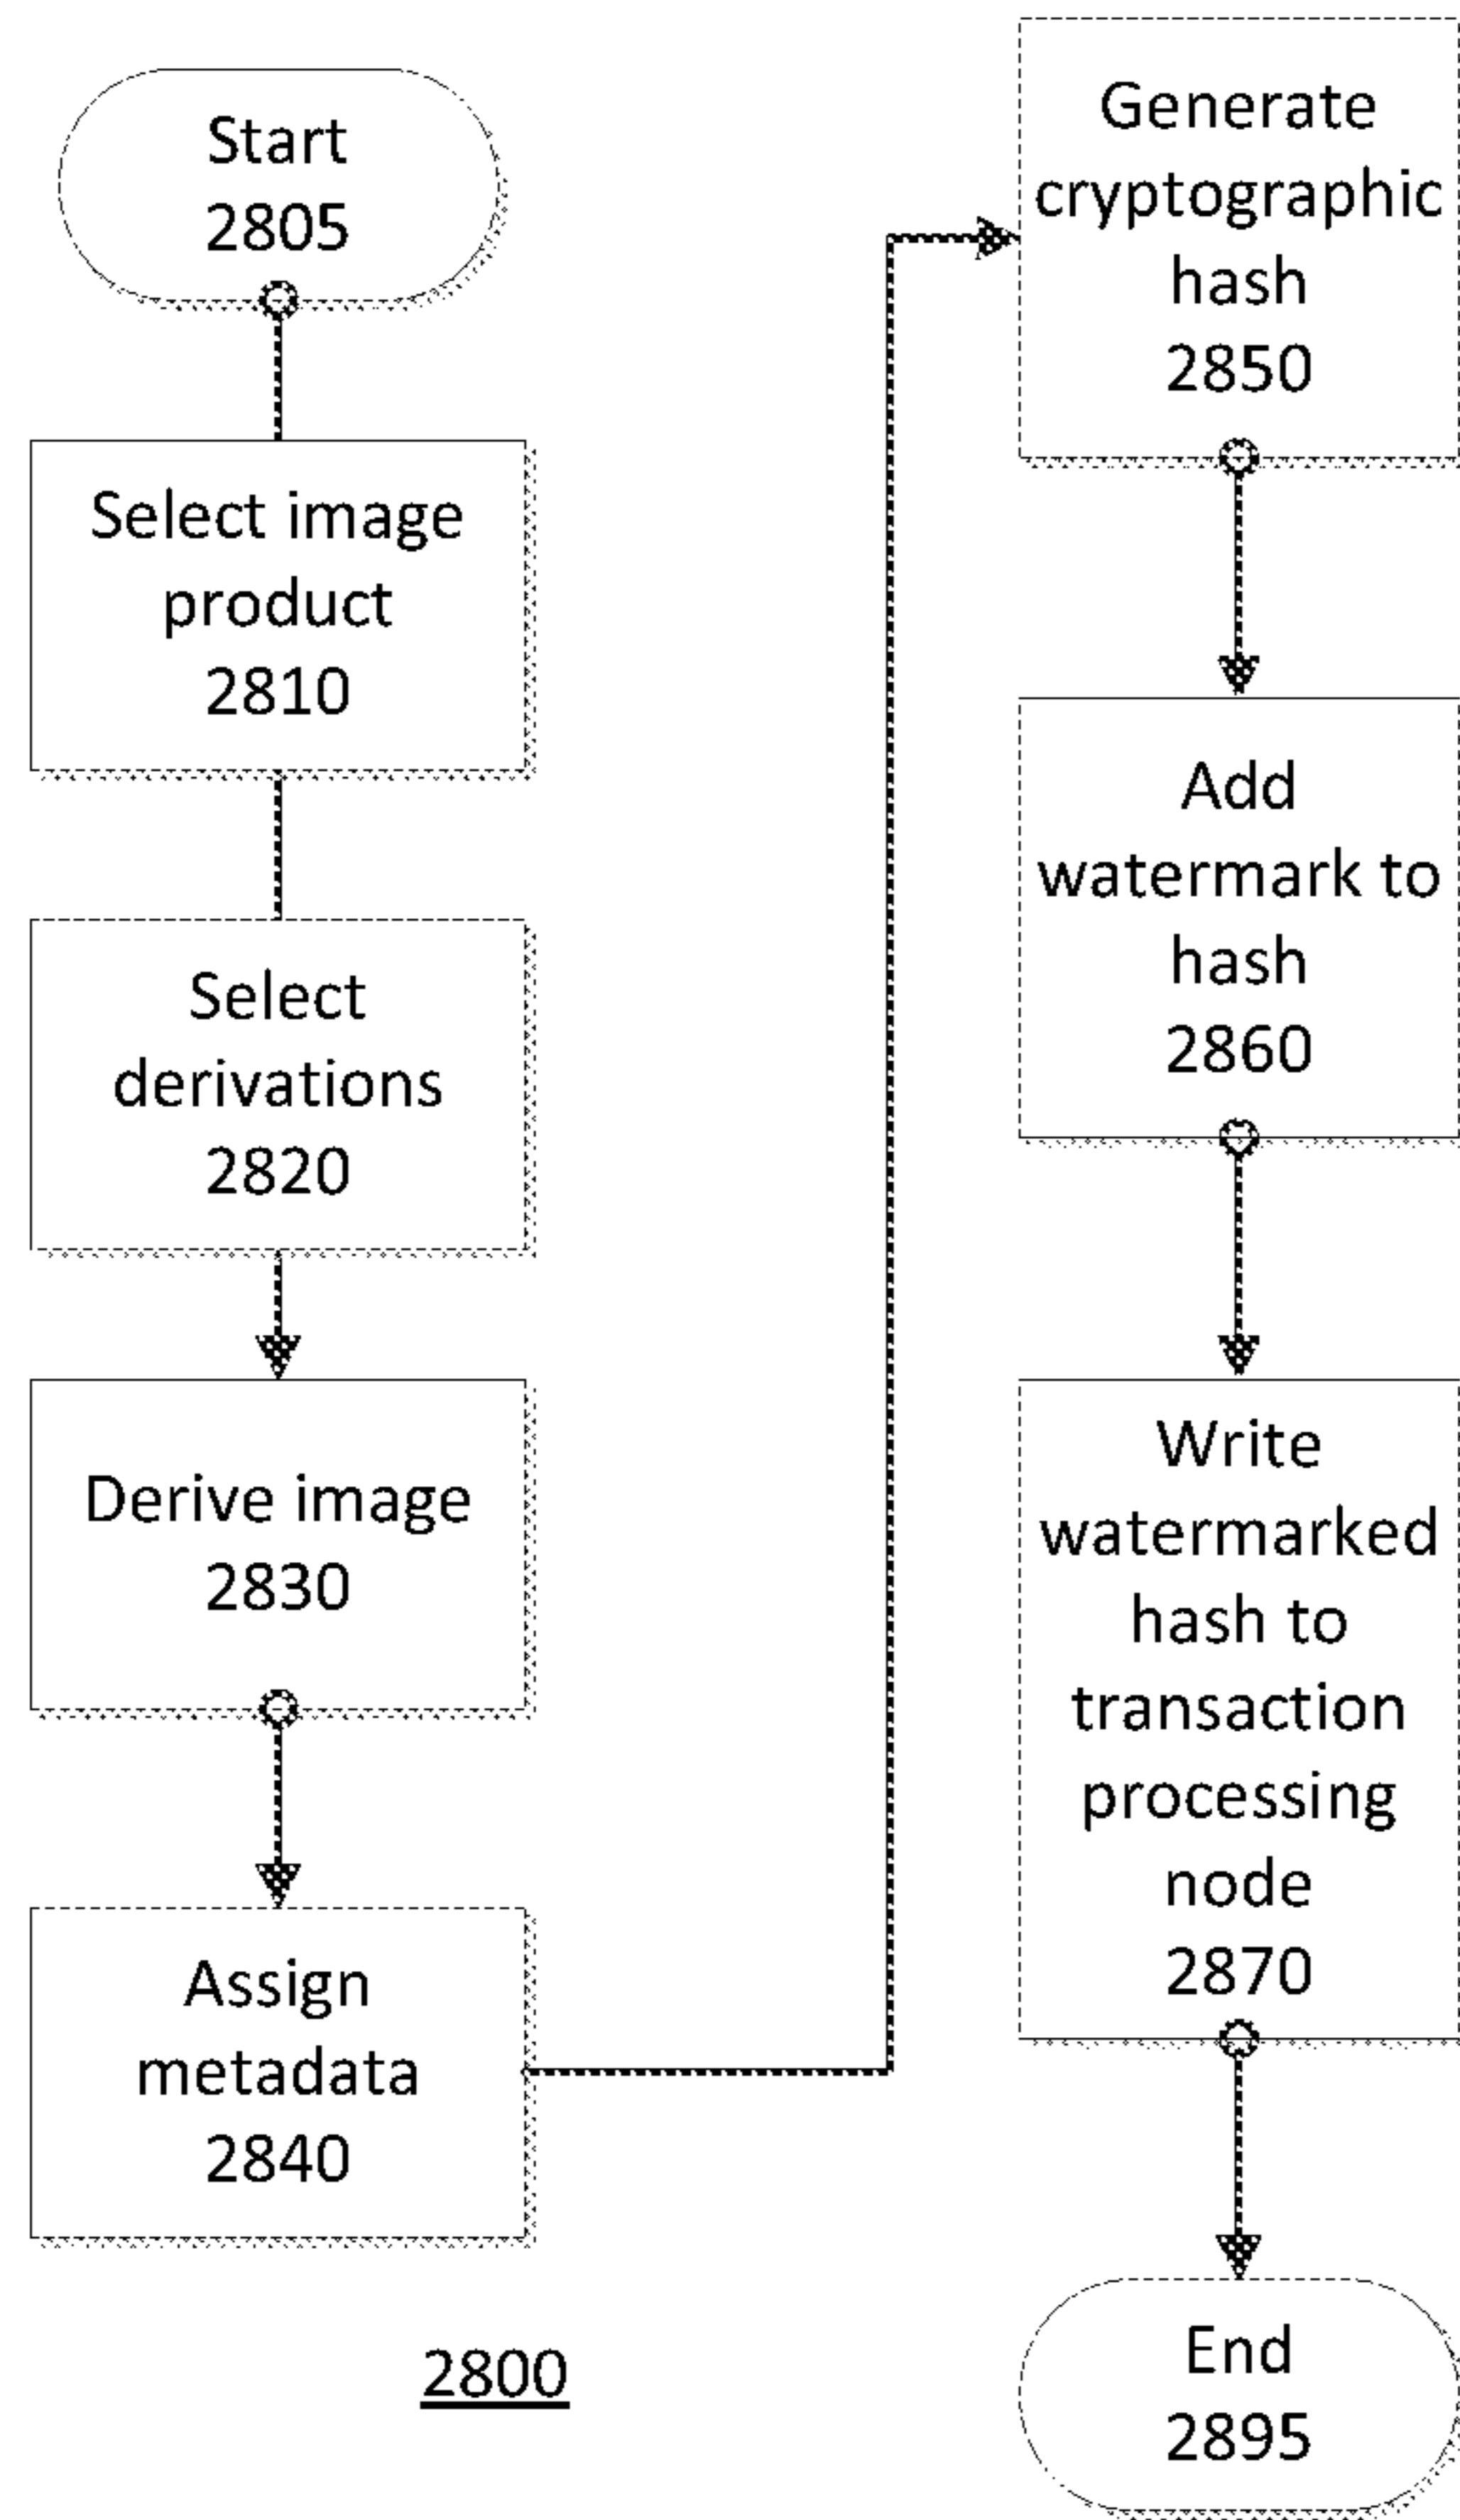 Start
2805
Select image
product
2810
Select
derivations
2820
Derive image
2830
Assign
metadata
2840
Generate
cryptographic
hash
2850
Add
watermark to
hash
2860
Write
watermarked
hash to
transaction
processing
node
2870
End
2895
2800